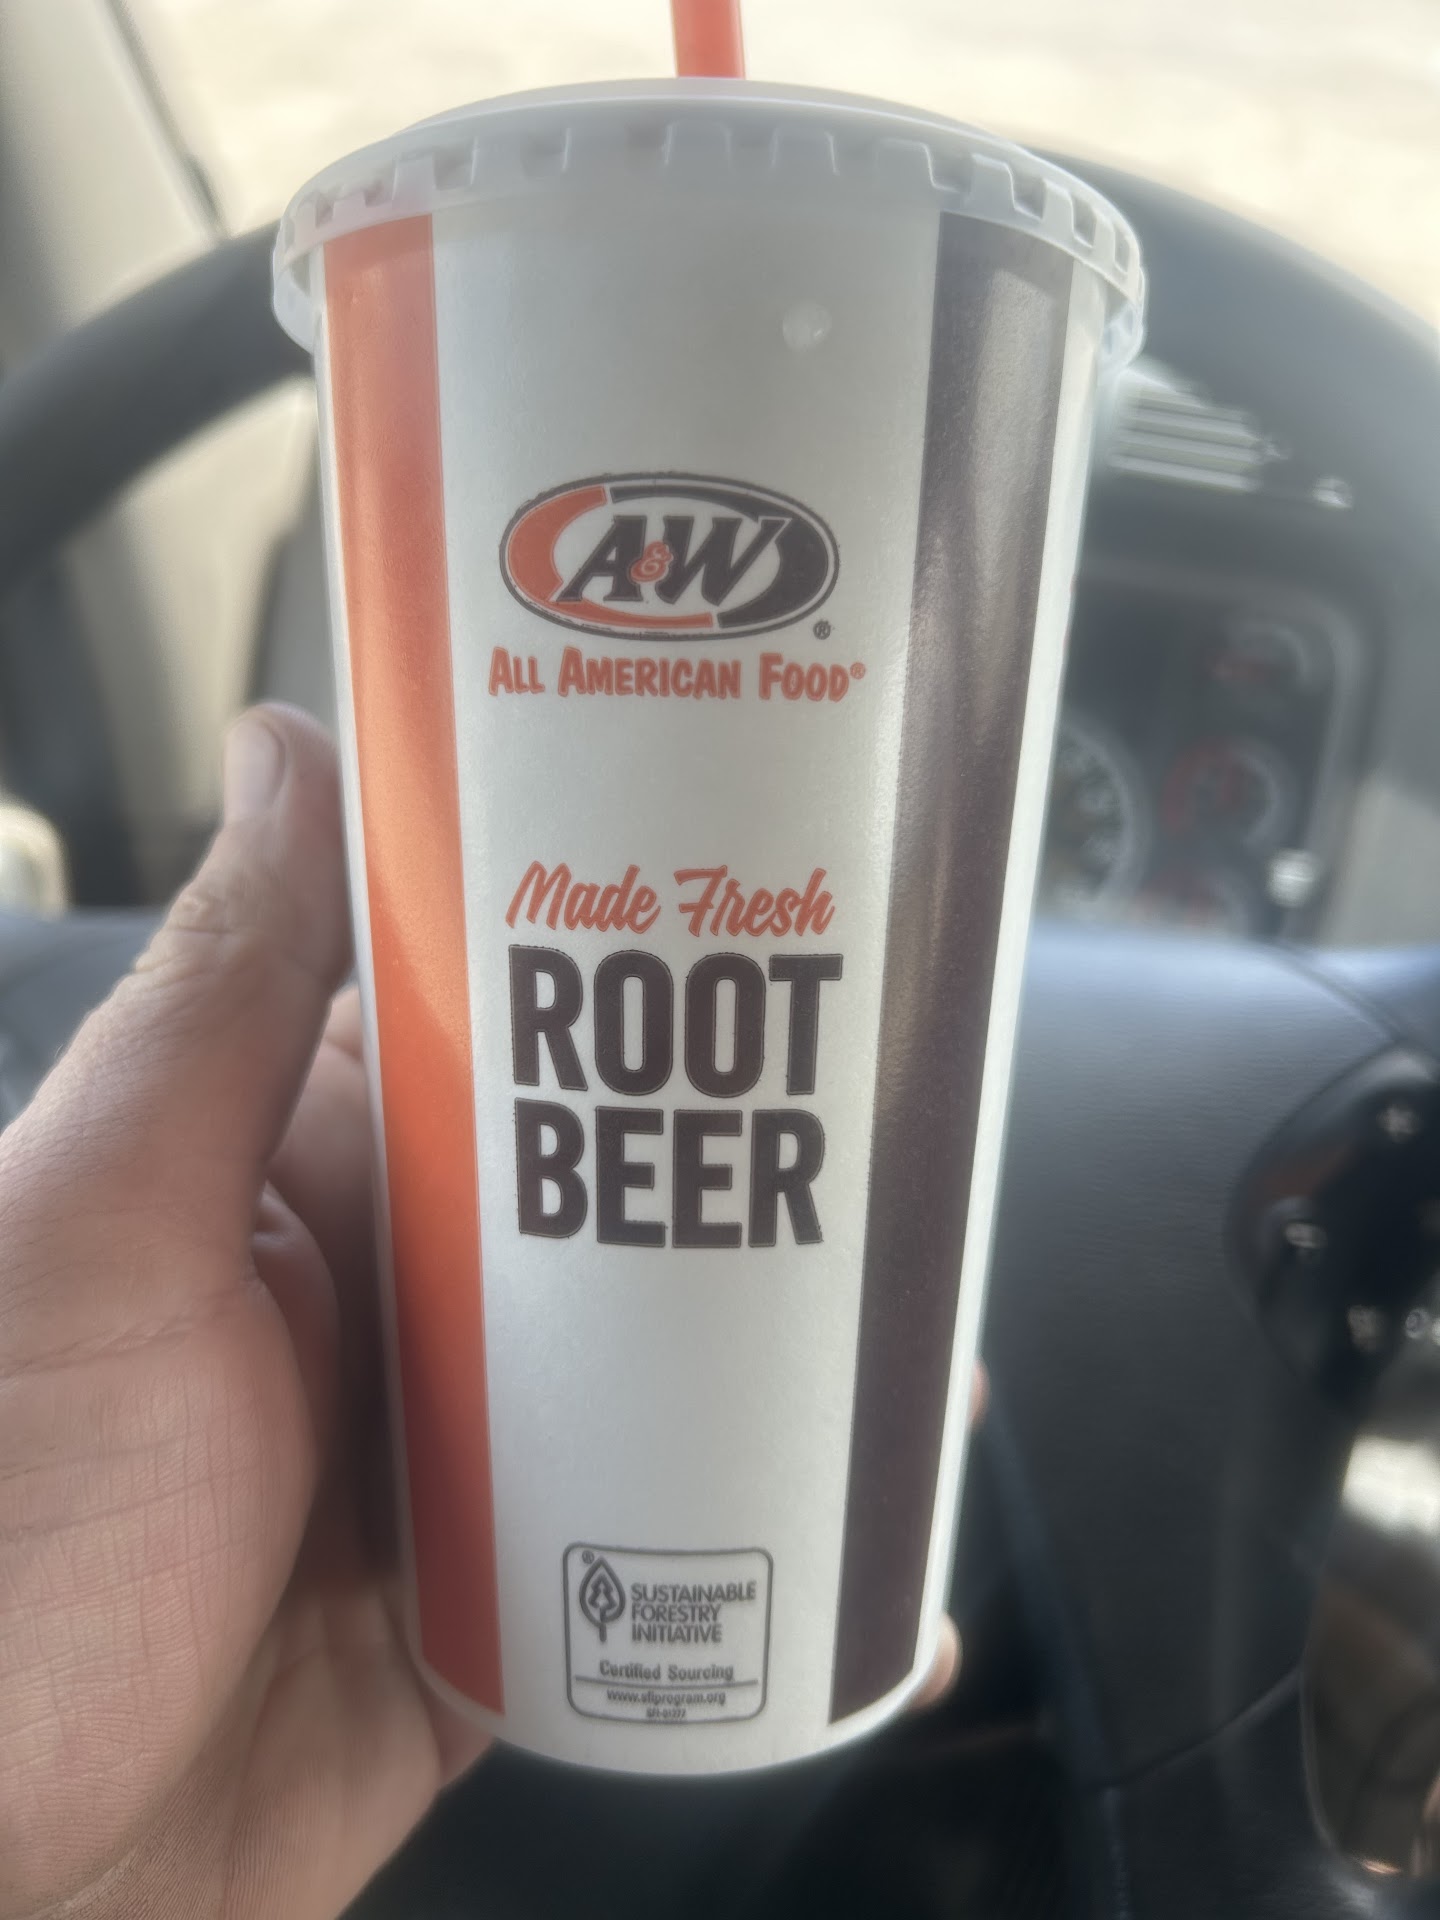 A&W®
ALL AMERICAN FOOD®
Made Fresh
ROOT
BEER
®
SUSTAINABLE
FORESTRY
INITIATIVE
Certified Sourcing
www.sfiprogram.org